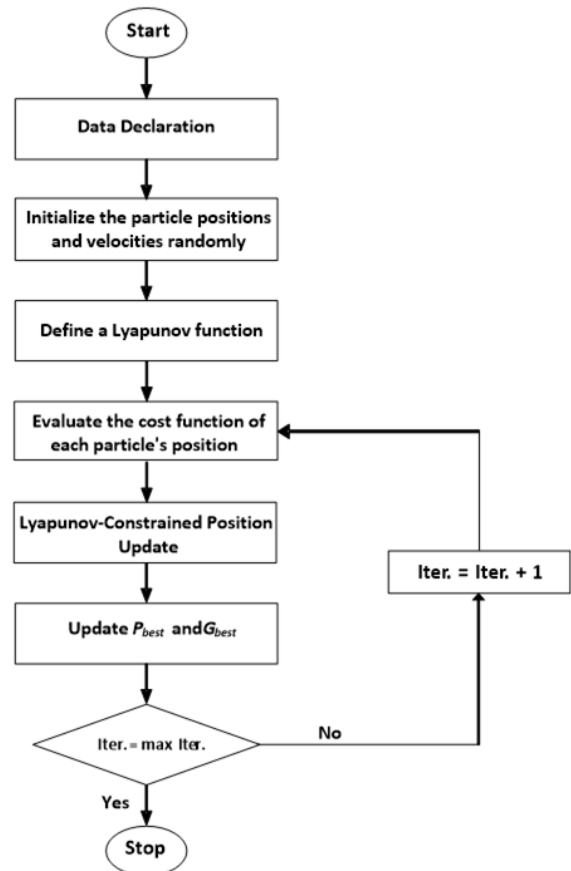 Start
Data Declaration
Initialize the particle positions
and velocities randomly
Define a Lyapunov function
Evaluate the cost function of
each particle's position
Lyapunov-Constrained Position
Update
Iter. = Iter. + 1
Update Pbest andGbest
Iter. = max Iter.
No
Yes
Stop